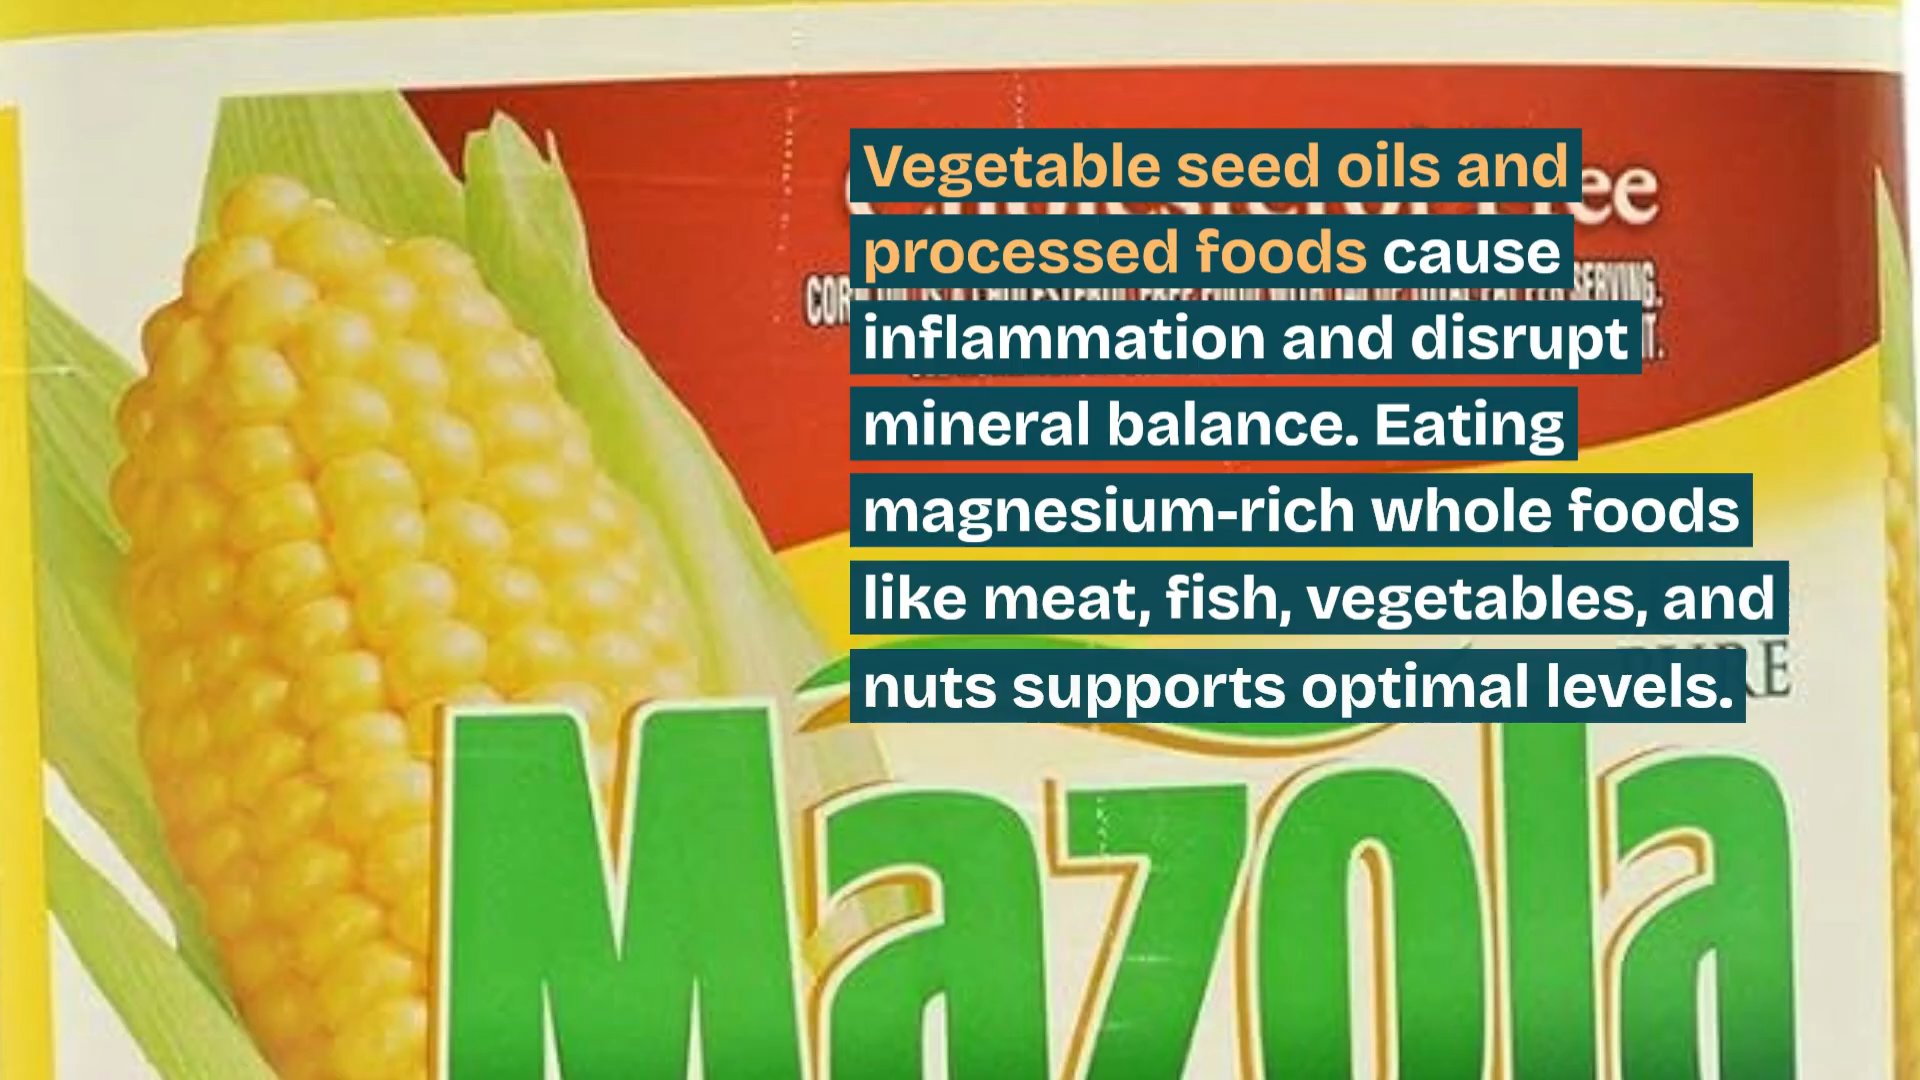 Vegetable seed oils and
processed foods cause
inflammation and disrupt
mineral balance. Eating
magnesium-rich whole foods
like meat, fish, vegetables, and
nuts supports optimal levels.
SERVING.
Mazola